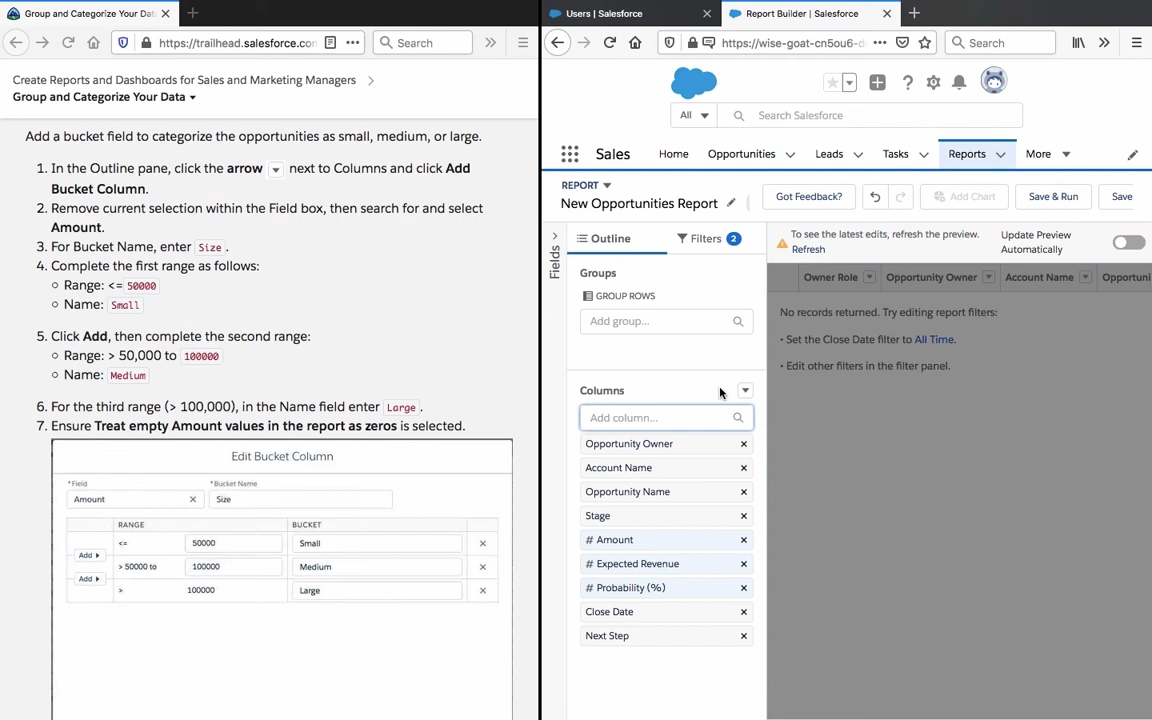 Group and Categorize Your Dat
https://trailhead.salesforce.co
Search
Create Reports and Dashboards for Sales and Marketing Managers
Group and Categorize Your Data
Add a bucket field to categorize the opportunities as small, medium, or large.
1. In the Outline pane, click the arrow next to Columns and click Add
Bucket Column.
2. Remove current selection within the Field box, then search for and select
Amount.
3. For Bucket Name, enter Size .
4. Complete the first range as follows:
Range: <= 50000
Name: Small
5. Click Add, then complete the second range:
Range: > 50,000 to 100000
Name: Medium
6. For the third range (> 100,000), in the Name field enter Large .
7. Ensure Treat empty Amount values in the report as zeros is selected.
Edit Bucket Column
*Field *Bucket Name
Amount Size
RANGE BUCKET
<= 50000 Small
Add
> 50000 to 100000 Medium
Add
> 100000 Large
Users | Salesforce
Report Builder | Salesforce
https://wise-goat-cn5ou6-d
Search
All Search Salesforce
Sales Home Opportunities Leads Tasks Reports More
REPORT
New Opportunities Report
Got Feedback? Add Chart Save & Run Save
Fields
Outline Filters 2
Groups
GROUP ROWS
Add group...
Columns
Add column...
Opportunity Owner
Account Name
Opportunity Name
Stage
# Amount
# Expected Revenue
# Probability (%)
Close Date
Next Step
To see the latest edits, refresh the preview.
Refresh
Update Preview
Automatically
Owner Role Opportunity Owner Account Name Opportuni
No records returned. Try editing report filters:
• Set the Close Date filter to All Time.
• Edit other filters in the filter panel.